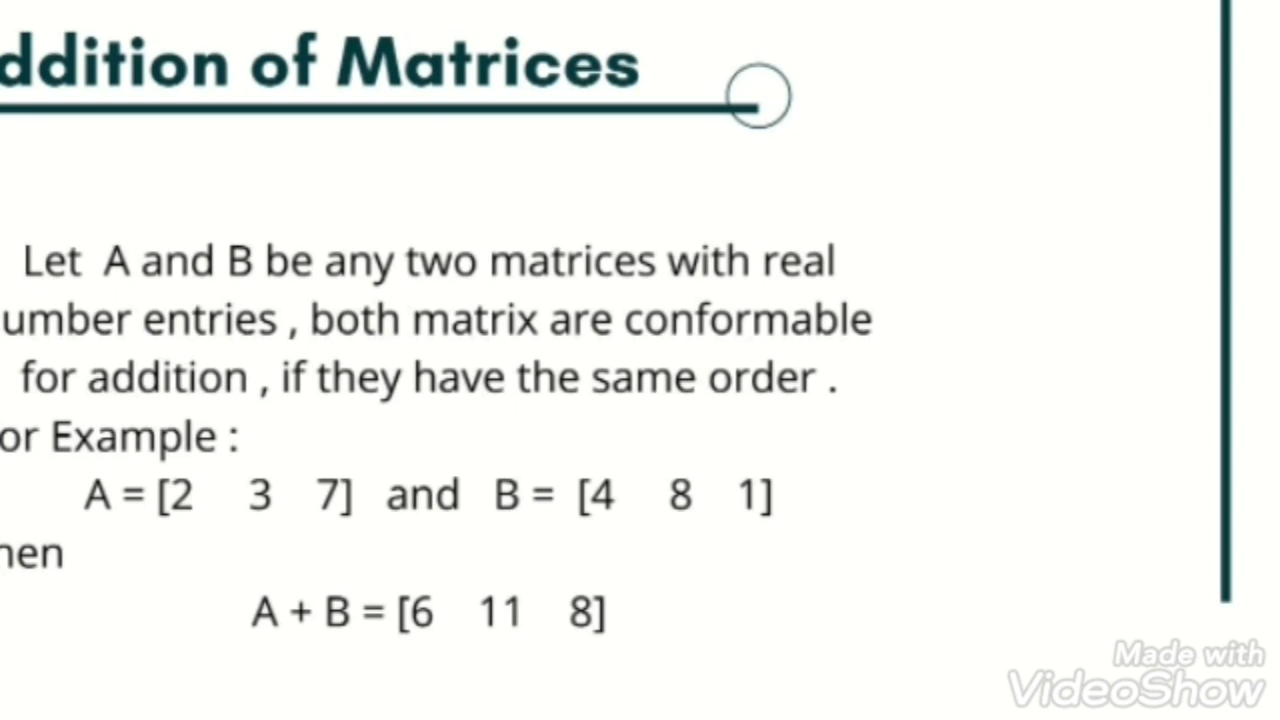 ddition of Matrices
Let A and B be any two matrices with real
umber entries , both matrix are conformable
for addition , if they have the same order .
or Example :
A = [2 3 7] and B = [4 8 1]
hen
A + B = [6 11 8]
Made with
VideoShow